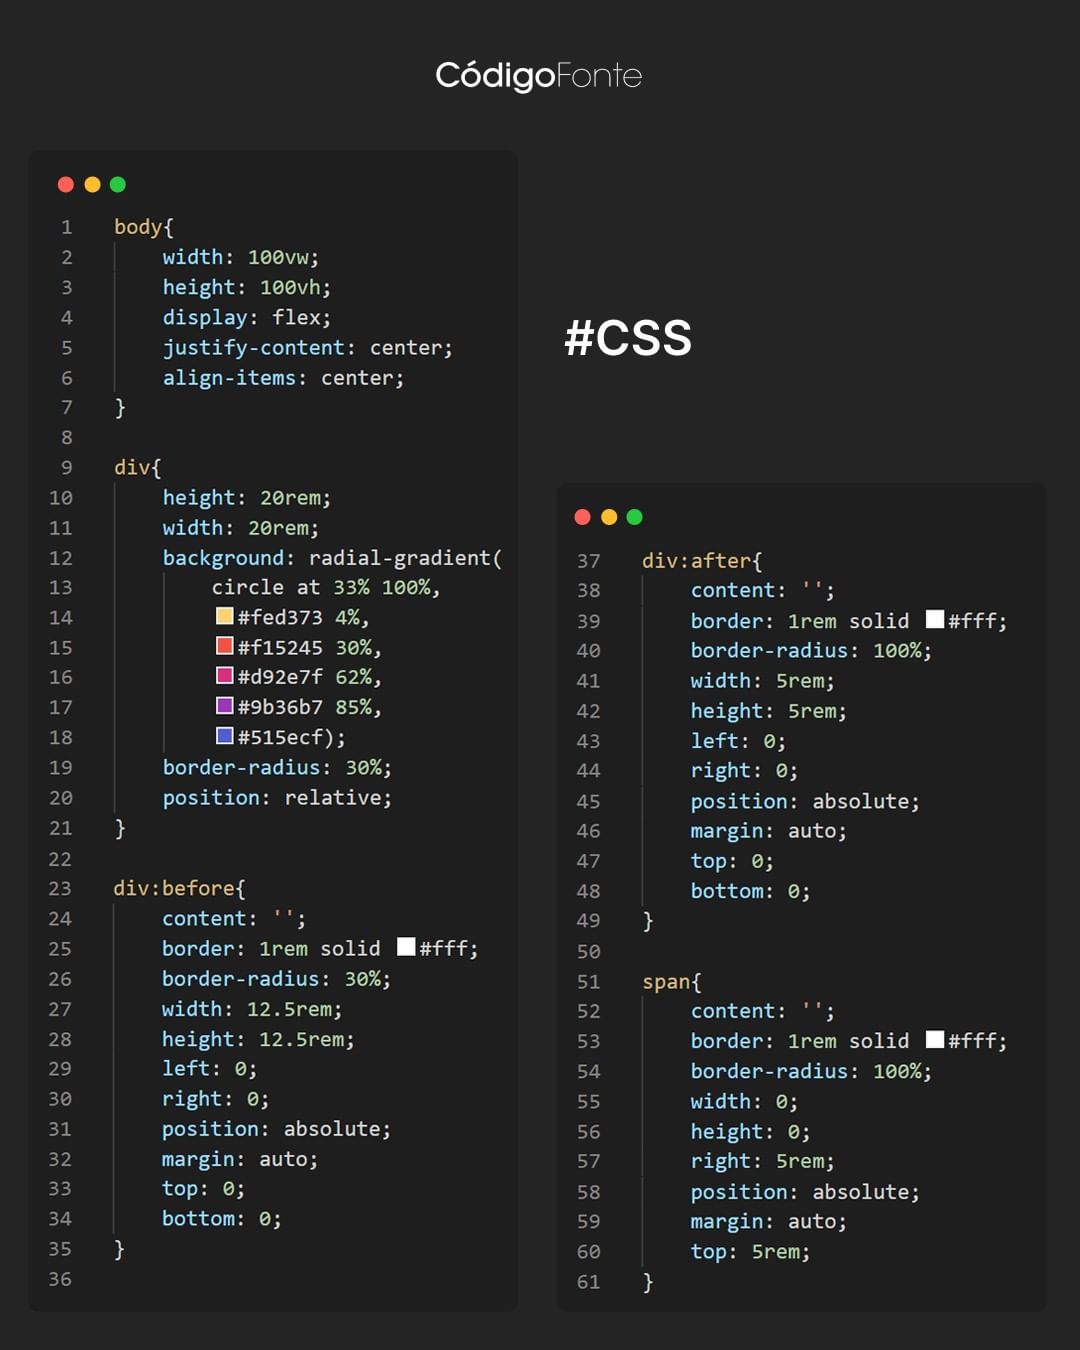 CódigoFonte
1 body{
2 width: 100vw;
3 height: 100vh;
4 display: flex;
5 justify-content: center;
6 align-items: center;
7 }
8
9 div{
10 height: 20rem;
11 width: 20rem;
12 background: radial-gradient(
13 circle at 33% 100%,
14 #fed373 4%,
15 #f15245 30%,
16 #d92e7f 62%,
17 #9b36b7 85%,
18 #515ecf);
19 border-radius: 30%;
20 position: relative;
21 }
22
23 div:before{
24 content: '';
25 border: 1rem solid #fff;
26 border-radius: 30%;
27 width: 12.5rem;
28 height: 12.5rem;
29 left: 0;
30 right: 0;
31 position: absolute;
32 margin: auto;
33 top: 0;
34 bottom: 0;
35 }
36
#CSS
37 div:after{
38 content: '';
39 border: 1rem solid #fff;
40 border-radius: 100%;
41 width: 5rem;
42 height: 5rem;
43 left: 0;
44 right: 0;
45 position: absolute;
46 margin: auto;
47 top: 0;
48 bottom: 0;
49 }
50
51 span{
52 content: '';
53 border: 1rem solid #fff;
54 border-radius: 100%;
55 width: 0;
56 height: 0;
57 right: 5rem;
58 position: absolute;
59 margin: auto;
60 top: 5rem;
61 }